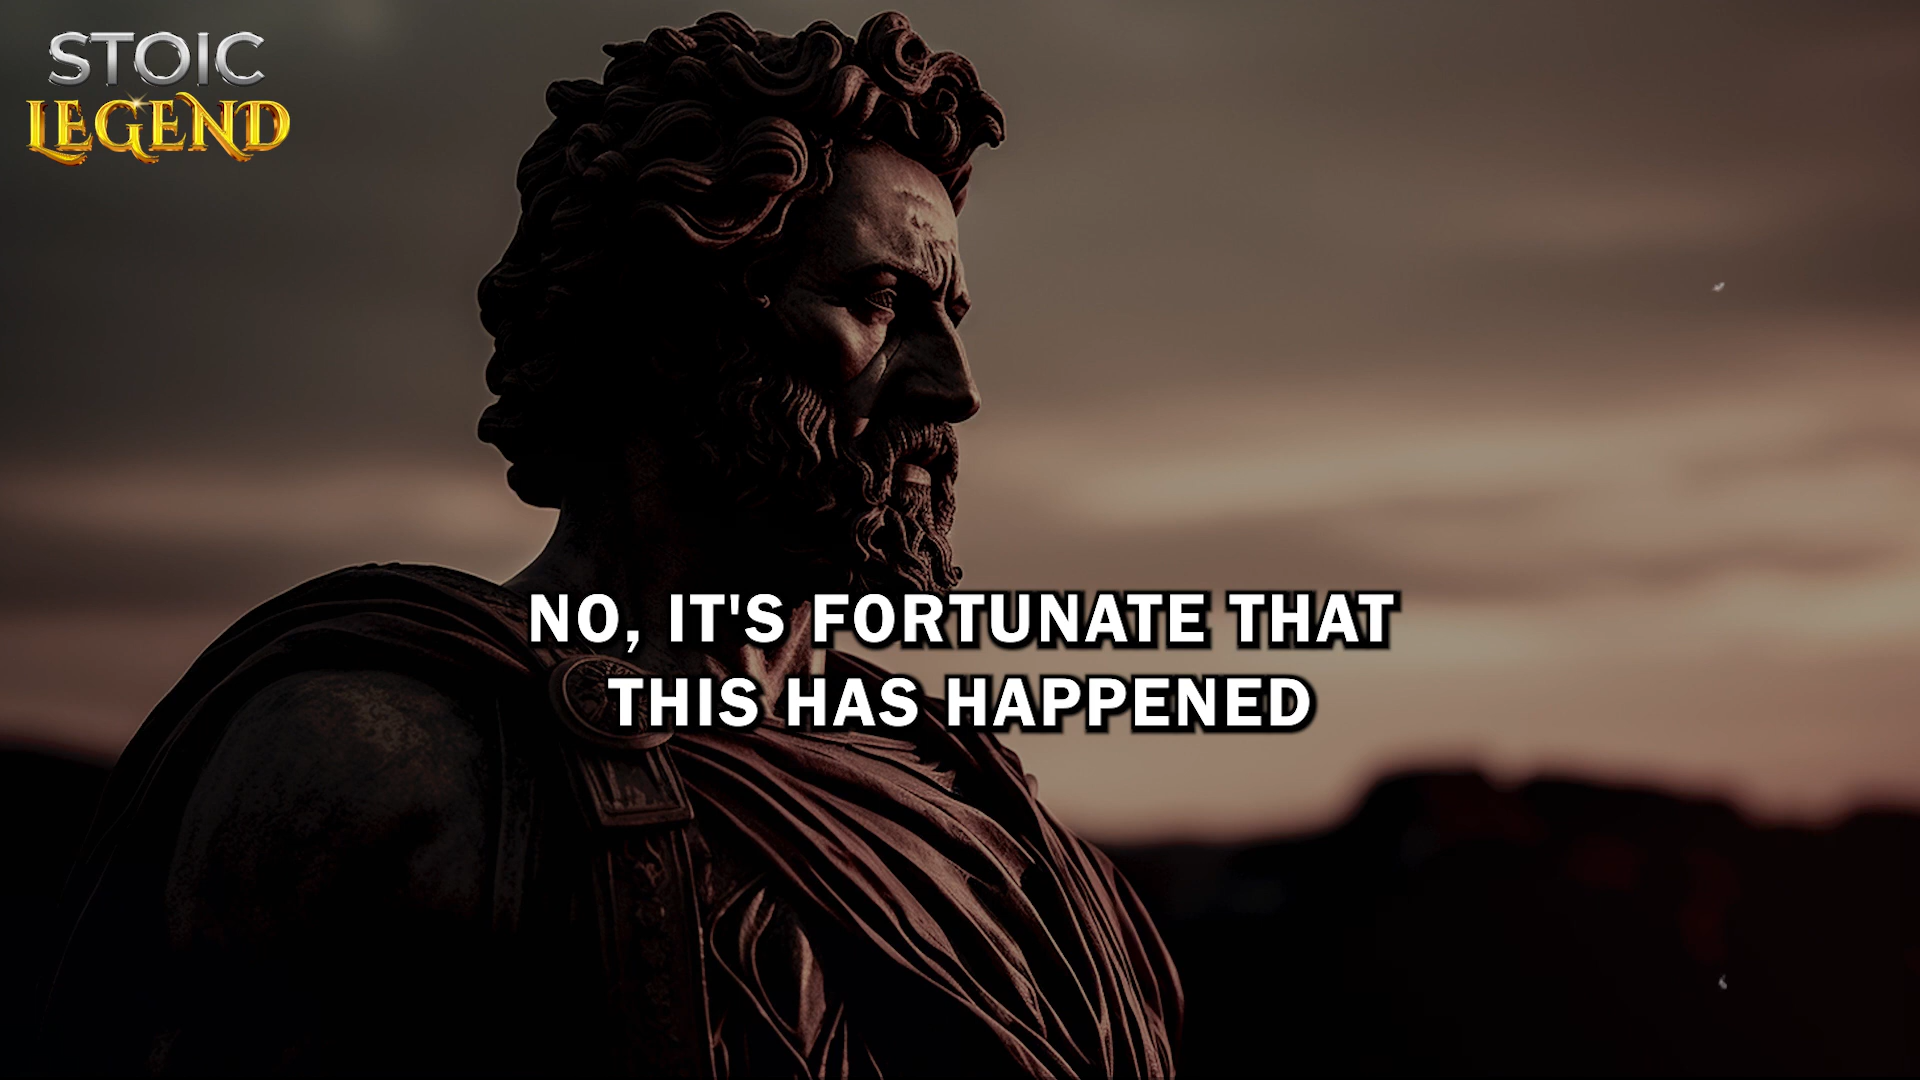 STOIC
LEGEND
NO, IT'S FORTUNATE THAT
THIS HAS HAPPENED